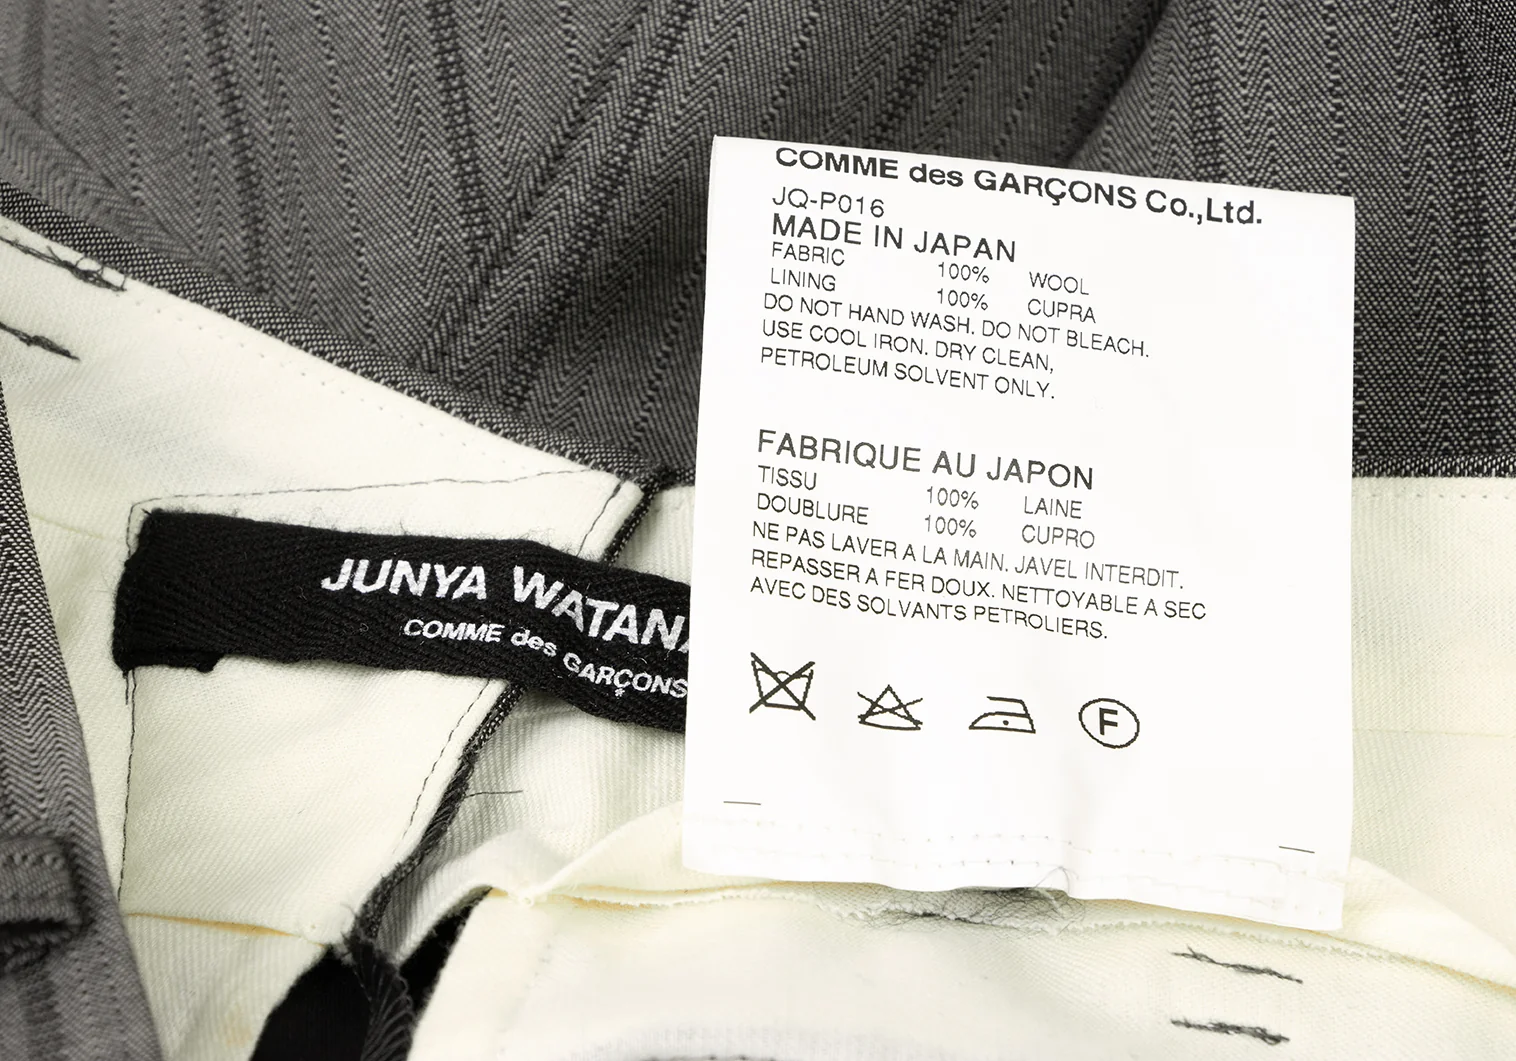 COMME des GARÇONS Co.,Ltd.
JQ-P016
MADE IN JAPAN
FABRIC 100% WOOL
LINING 100% CUPRA
DO NOT HAND WASH. DO NOT BLEACH.
USE COOL IRON. DRY CLEAN,
PETROLEUM SOLVENT ONLY.
FABRIQUE AU JAPON
TISSU 100% LAINE
DOUBLURE 100% CUPRO
NE PAS LAVER A LA MAIN. JAVEL INTERDIT.
REPASSER A FER DOUX. NETTOYABLE A SEC
AVEC DES SOLVANTS PETROLIERS.
F
JUNYA WATANA
COMME des GARÇONS